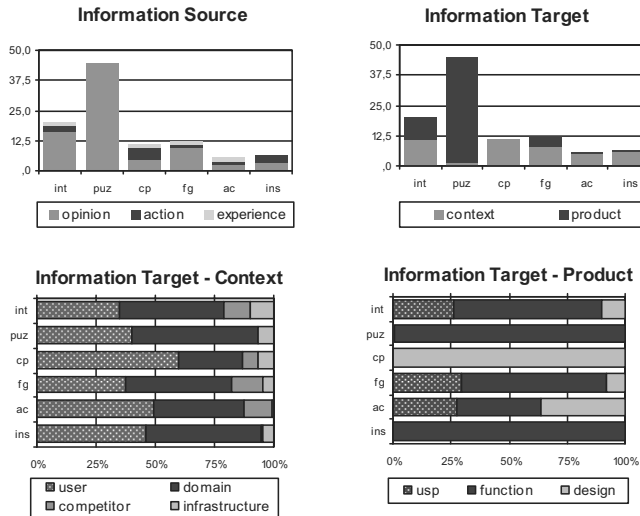 Information Source
50,0
37,5
25,0
12,5
,0
int puz cp fg ac ins
opinion action experience
Information Target
50,0
37,5
25,0
12,5
,0
int puz cp fg ac ins
context product
Information Target - Context
int
puz
cp
fg
ac
ins
0% 25% 50% 75% 100%
user domain
competitor infrastructure
Information Target - Product
int
puz
cp
fg
ac
ins
0% 25% 50% 75% 100%
usp function design